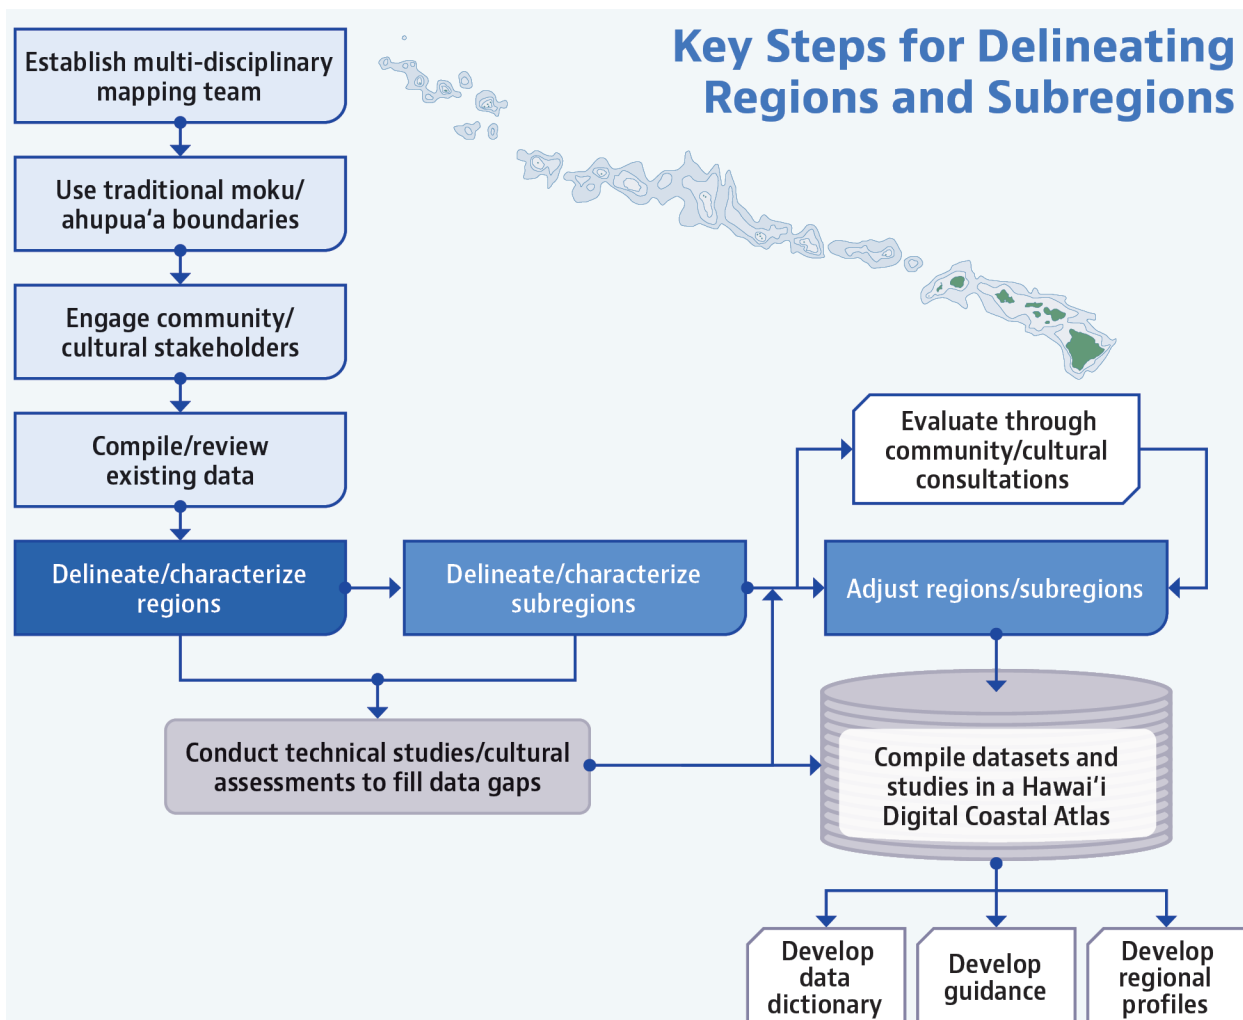 Key Steps for Delineating
Regions and Subregions
Establish multi-disciplinary
mapping team
Use traditional moku/
ahupuaʻa boundaries
Engage community/
cultural stakeholders
Compile/review
existing data
Delineate/characterize
regions
Delineate/characterize
subregions
Evaluate through
community/cultural
consultations
Adjust regions/subregions
Conduct technical studies/cultural
assessments to fill data gaps
Compile datasets and
studies in a Hawaiʻi
Digital Coastal Atlas
Develop
data
dictionary
Develop
guidance
Develop
regional
profiles